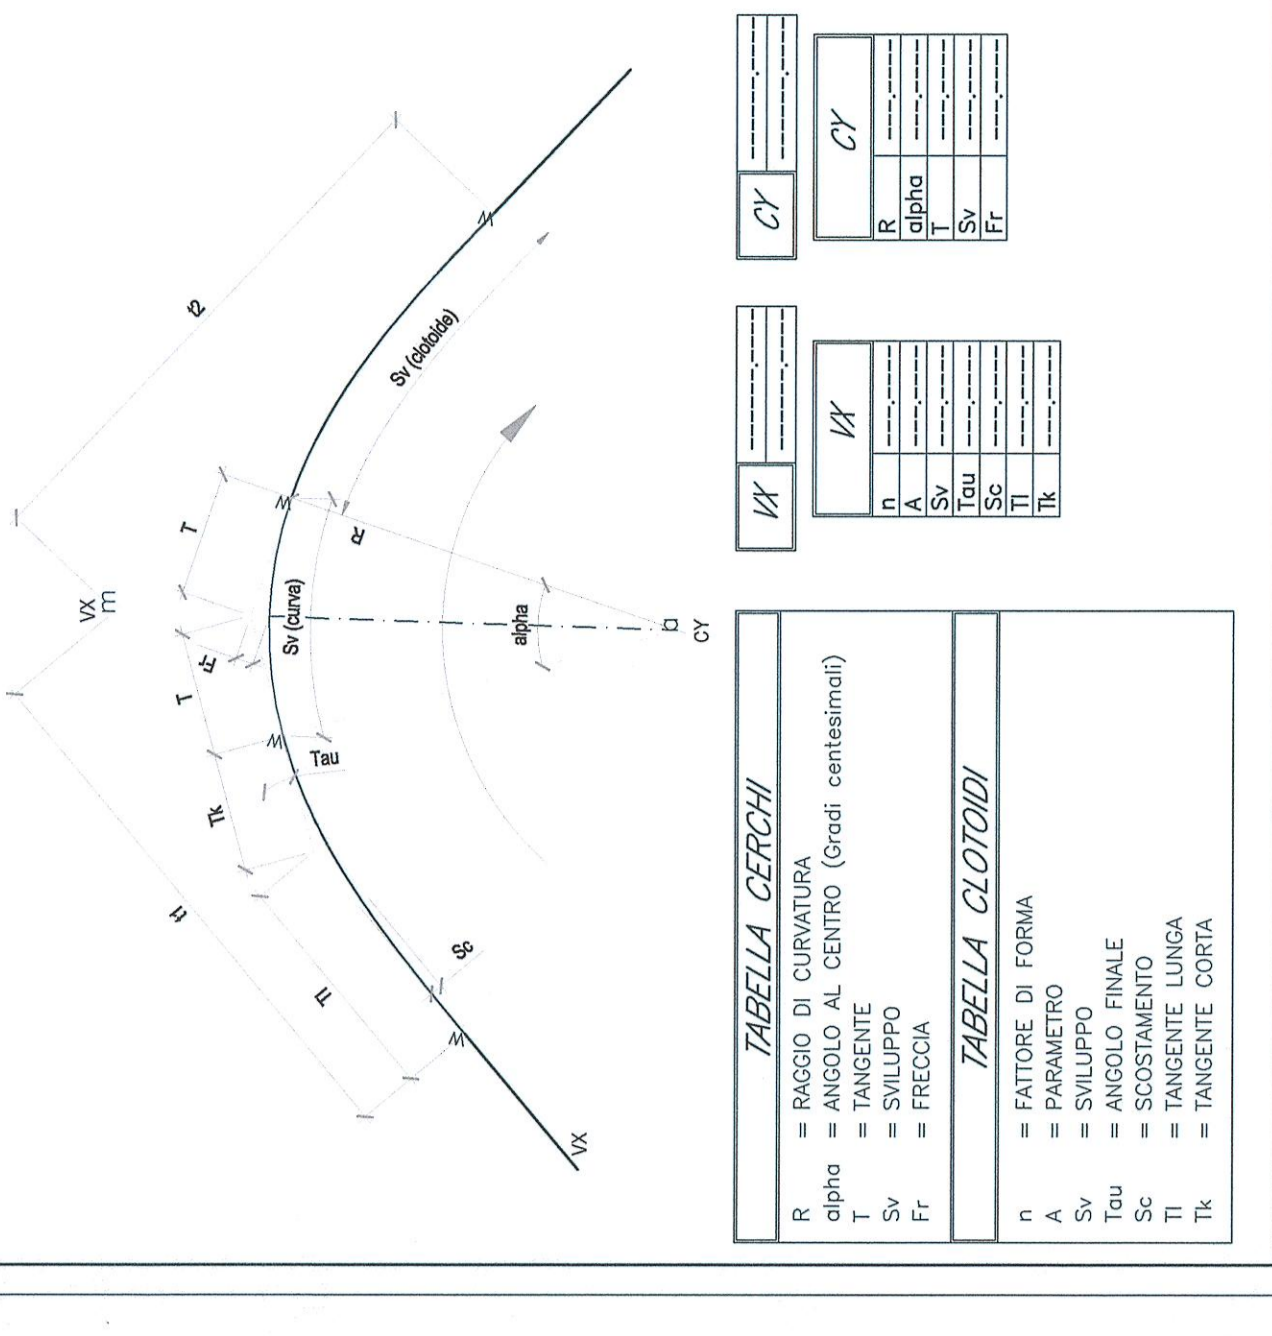 VX
m
t1
t2
T
T
Tk
Fr
Tl
Tau
Sv (curva)
R
Sv (clotoide)
Sc
W
W
W
W
alpha
a
CY
VX
TABELLA CERCHI
R = RAGGIO DI CURVATURA
alpha = ANGOLO AL CENTRO (Gradi centesimali)
T = TANGENTE
Sv = SVILUPPO
Fr = FRECCIA
TABELLA CLOTOIDI
n = FATTORE DI FORMA
A = PARAMETRO
Sv = SVILUPPO
Tau = ANGOLO FINALE
Sc = SCOSTAMENTO
Tl = TANGENTE LUNGA
Tk = TANGENTE CORTA
VX ------.---
------.---
VX
n ----.----
A ----.----
Sv ----.----
Tau ----.----
Sc ----.----
Tl ----.----
Tk ----.----
CY ------.---
------.---
CY
R ----.----
alpha ----.----
T ----.----
Sv ----.----
Fr ----.----